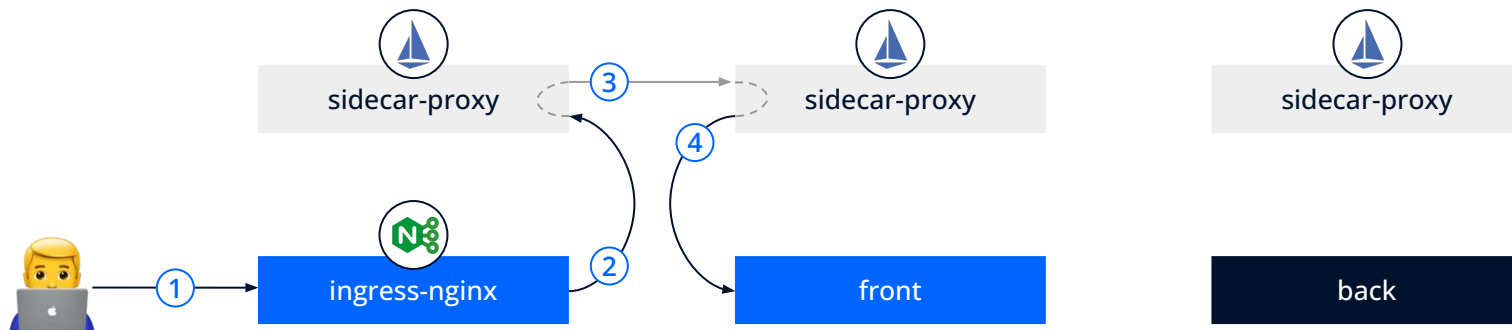 sidecar-proxy
3
sidecar-proxy
sidecar-proxy
4
N
2
1
ingress-nginx
front
back